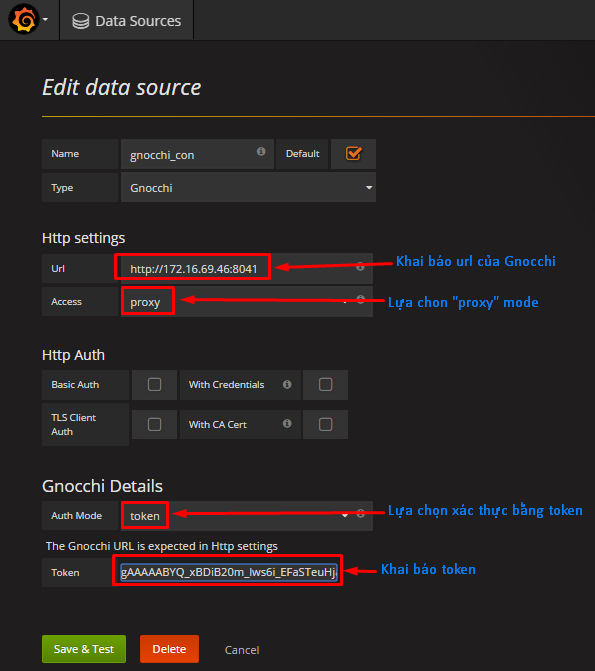 Data Sources
Edit data source
Name gnocchi_con Default
Type Gnocchi
Http settings
Url http://172.16.69.46:8041 Khai báo url của Gnocchi
Access proxy Lựa chon "proxy" mode
Http Auth
Basic Auth With Credentials
TLS Client Auth With CA Cert
Gnocchi Details
Auth Mode token Lựa chọn xác thực bằng token
The Gnocchi URL is expected in Http settings
Token gAAAAABYQ_xBDiB20m_lws6i_EFaSTeuHj Khai báo token
Save & Test Delete Cancel